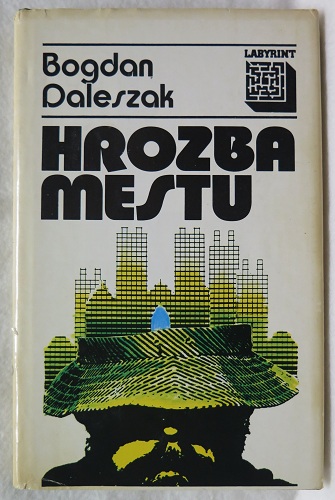 Bogdan
Daleszak
LABYRINT
HROZBA
MESTU